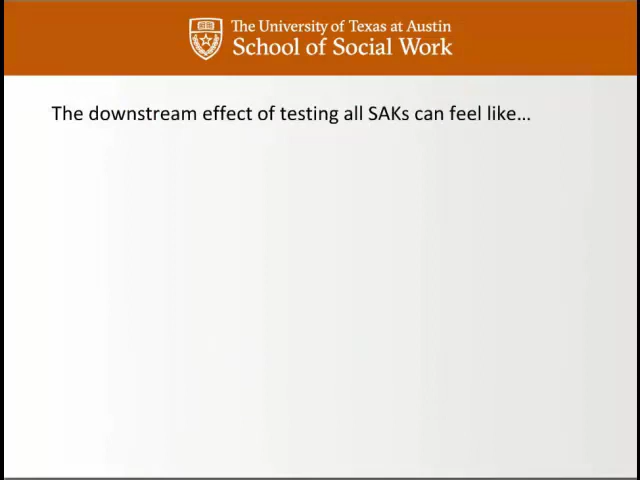 The University of Texas at Austin
School of Social Work
The downstream effect of testing all SAKs can feel like…